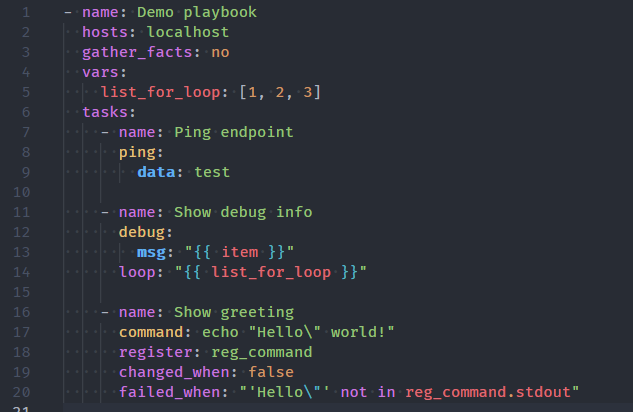 1 - name: Demo playbook
2   hosts: localhost
3   gather_facts: no
4   vars:
5     list_for_loop: [1, 2, 3]
6   tasks:
7     - name: Ping endpoint
8       ping:
9         data: test
10
11     - name: Show debug info
12       debug:
13         msg: "{{ item }}"
14       loop: "{{ list_for_loop }}"
15
16     - name: Show greeting
17       command: echo "Hello\" world!"
18       register: reg_command
19       changed_when: false
20       failed_when: "'Hello\"' not in reg_command.stdout"
21